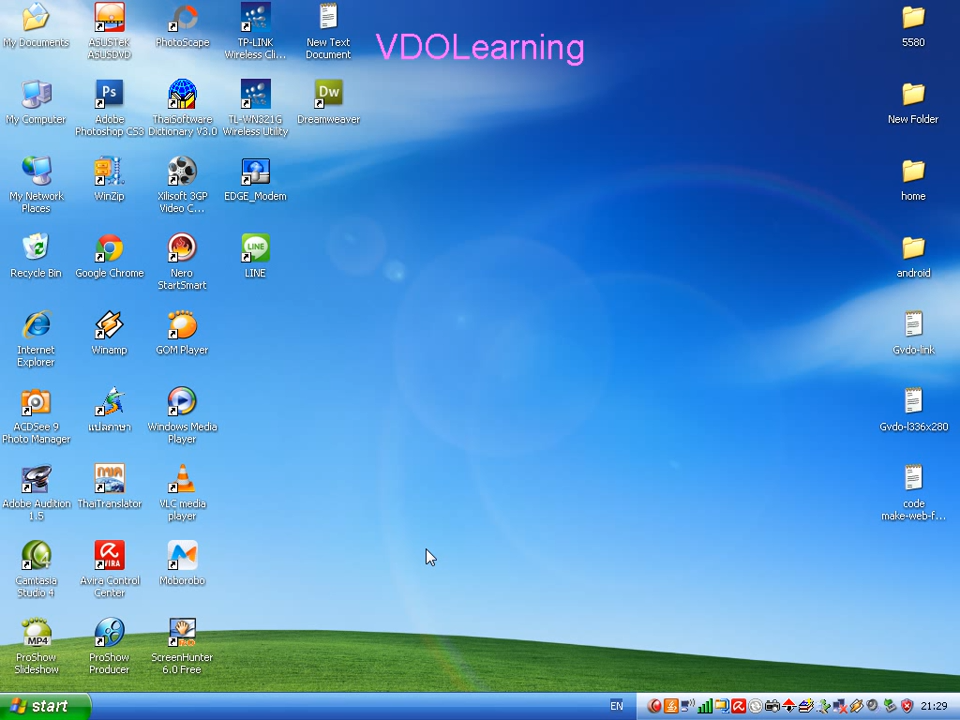 VDOLearning
My Documents
ASUSTek
ASUSDVD
PhotoScape
TP-LINK
Wireless Cli...
New Text
Document
5580
My Computer
Ps
Adobe
Photoshop CS3
ThaiSoftware
Dictionary V3.0
TL-WN321G
Wireless Utility
Dw
Dreamweaver
New Folder
My Network
Places
WinZip
Xilisoft 3GP
Video C...
EDGE_Modem
home
Recycle Bin
Google Chrome
Nero
StartSmart
LINE
LINE
android
Internet
Explorer
Winamp
GOM Player
Gvdo-link
ACDSee 9
Photo Manager
แปลภาษา
Windows Media
Player
Gvdo-l336x280
Adobe Audition
1.5
ThaiTranslator
VLC media
player
code
make-web-f...
Camtasia
Studio 4
AVIRA
Avira Control
Center
Moborobo
MP4
ProShow
Slideshow
ProShow
Producer
ScreenHunter
6.0 Free
start
EN
21:29